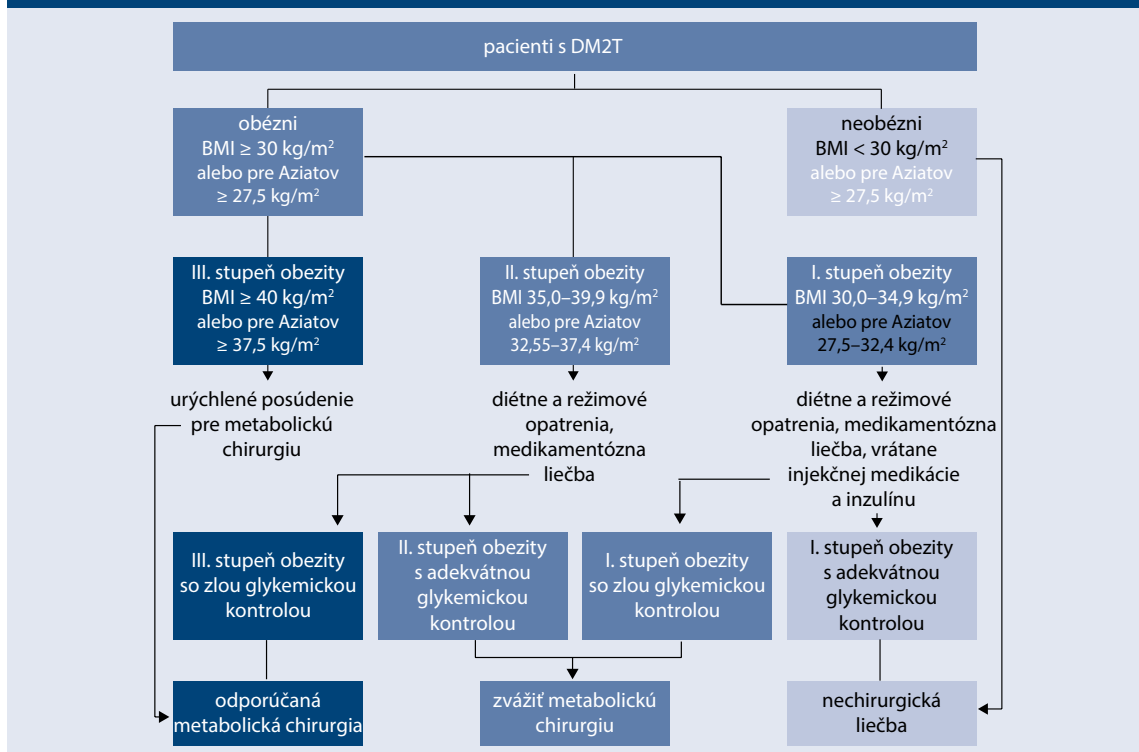 pacienti s DM2T
obézni
BMI ≥ 30 kg/m²
alebo pre Aziatov
≥ 27,5 kg/m²
neobézni
BMI < 30 kg/m²
alebo pre Aziatov
≥ 27,5 kg/m²
III. stupeň obezity
BMI ≥ 40 kg/m²
alebo pre Aziatov
≥ 37,5 kg/m²
II. stupeň obezity
BMI 35,0–39,9 kg/m²
alebo pre Aziatov
32,55–37,4 kg/m²
I. stupeň obezity
BMI 30,0–34,9 kg/m²
alebo pre Aziatov
27,5–32,4 kg/m²
urýchlené posúdenie
pre metabolickú
chirurgiu
diétne a režimové
opatrenia,
medikamentózna
liečba
diétne a režimové
opatrenia, medikamentózna
liečba, vrátane
injekčnej medikácie
a inzulínu
III. stupeň obezity
so zlou glykemickou
kontrolou
II. stupeň obezity
s adekvátnou
glykemickou
kontrolou
I. stupeň obezity
so zlou glykemickou
kontrolou
I. stupeň obezity
s adekvátnou
glykemickou
kontrolou
odporúčaná
metabolická chirurgia
zvážiť metabolickú
chirurgiu
nechirurgická
liečba